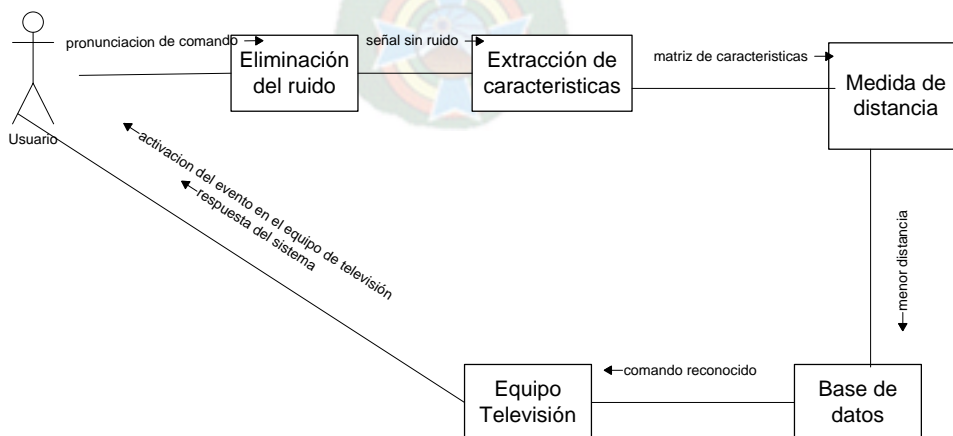 pronunciacion de comando
Eliminación
del ruido
señal sin ruido
Extracción de
caracteristicas
matriz de caracteristicas
Medida de
distancia
Usuario
activacion del evento en el equipo de televisión
respuesta del sistema
menor distancia
comando reconocido
Equipo
Televisión
Base de
datos